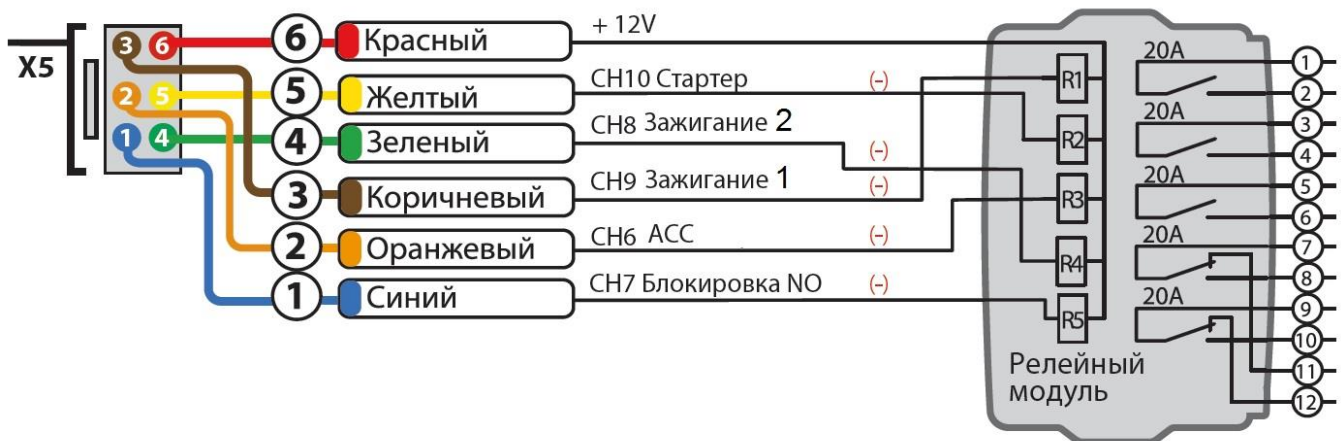 X5
3 6
2 5
1 4
6 Красный + 12V
5 Желтый CH10 Стартер (-)
4 Зеленый CH8 Зажигание 2 (-)
3 Коричневый CH9 Зажигание 1 (-)
2 Оранжевый CH6 ACC (-)
1 Синий CH7 Блокировка NO (-)
R1
R2
R3
R4
R5
Релейный
модуль
20A
20A
20A
20A
20A
1
2
3
4
5
6
7
8
9
10
11
12